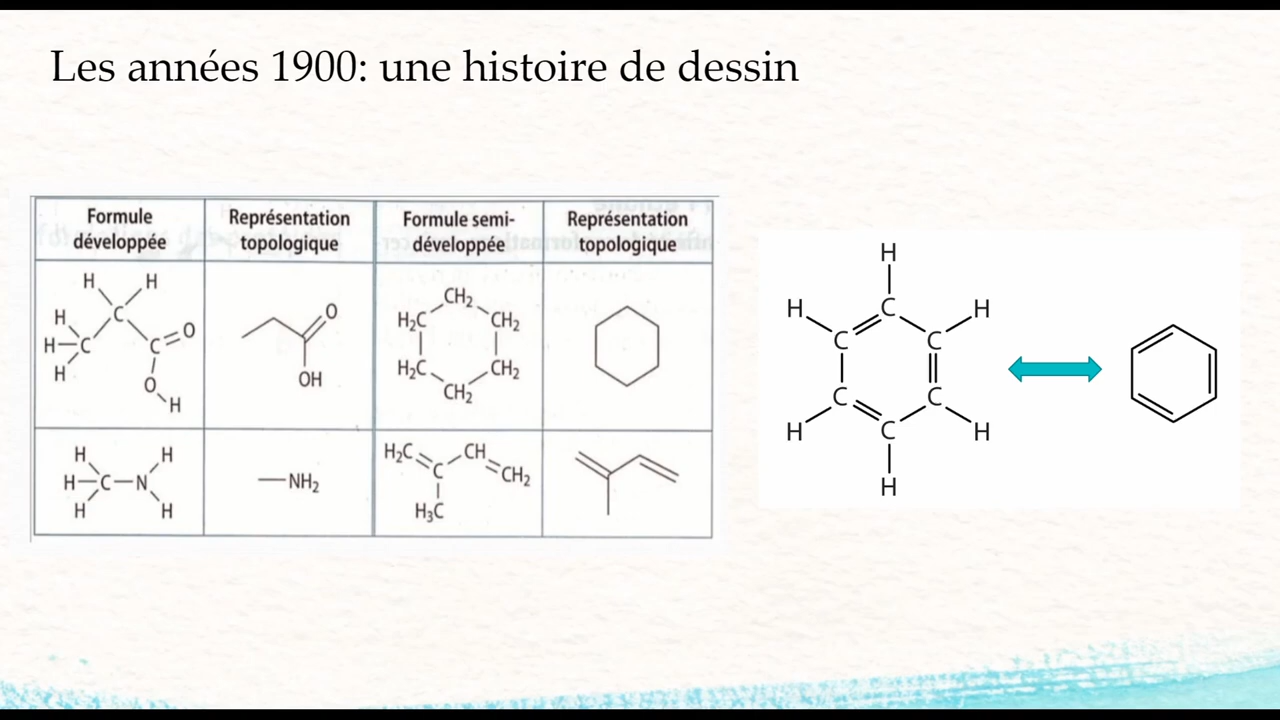 Les années 1900: une histoire de dessin
Formule développée
Représentation topologique
Formule semi-développée
Représentation topologique
H H
C
H
H C C O
H
O
H
O
OH
CH₂
H₂C CH₂
H₂C CH₂
CH₂
H H
H C N
H H
NH₂
H₂C CH
C CH₂
H₃C
H
H C H
C C
C C
H C H
H